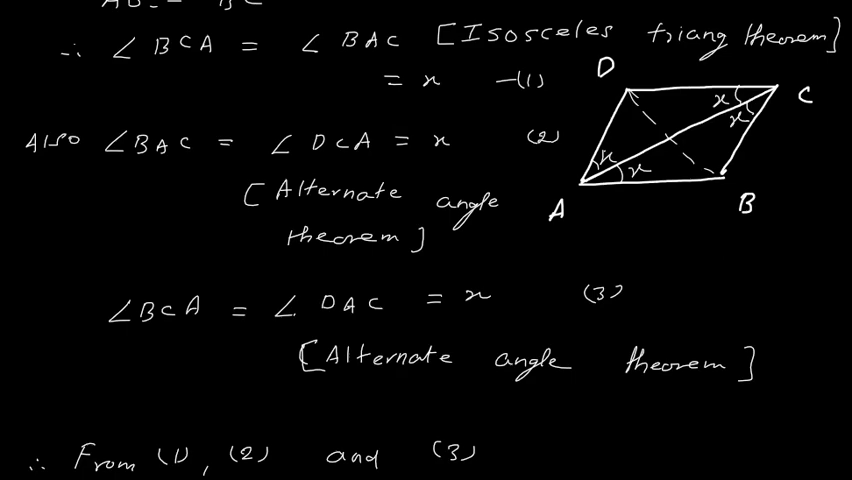 ∴ ∠ BCA = ∠ BAC [Isosceles triang theorem]
= x —(1)
Also ∠ BAC = ∠ DCA = x (2)
[Alternate angle
theorem]
∠BCA = ∠ DAC = x (3)
[Alternate angle theorem]
∴ From (1), (2) and (3)
D
C
x
x
x
x
A
B